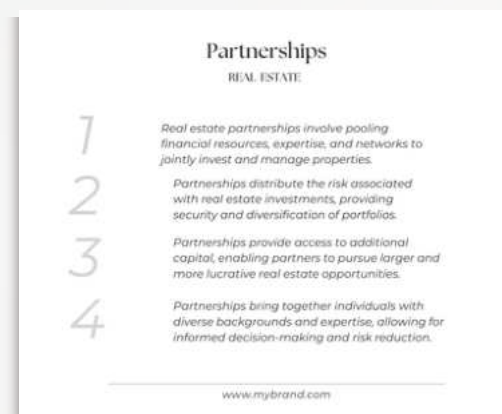 Partnerships
REAL ESTATE
1
Real estate partnerships involve pooling
financial resources, expertise, and networks to
jointly invest and manage properties.
2
Partnerships distribute the risk associated
with real estate investments, providing
security and diversification of portfolios.
3
Partnerships provide access to additional
capital, enabling partners to pursue larger and
more lucrative real estate opportunities.
4
Partnerships bring together individuals with
diverse backgrounds and expertise, allowing for
informed decision-making and risk reduction.
www.mybrand.com